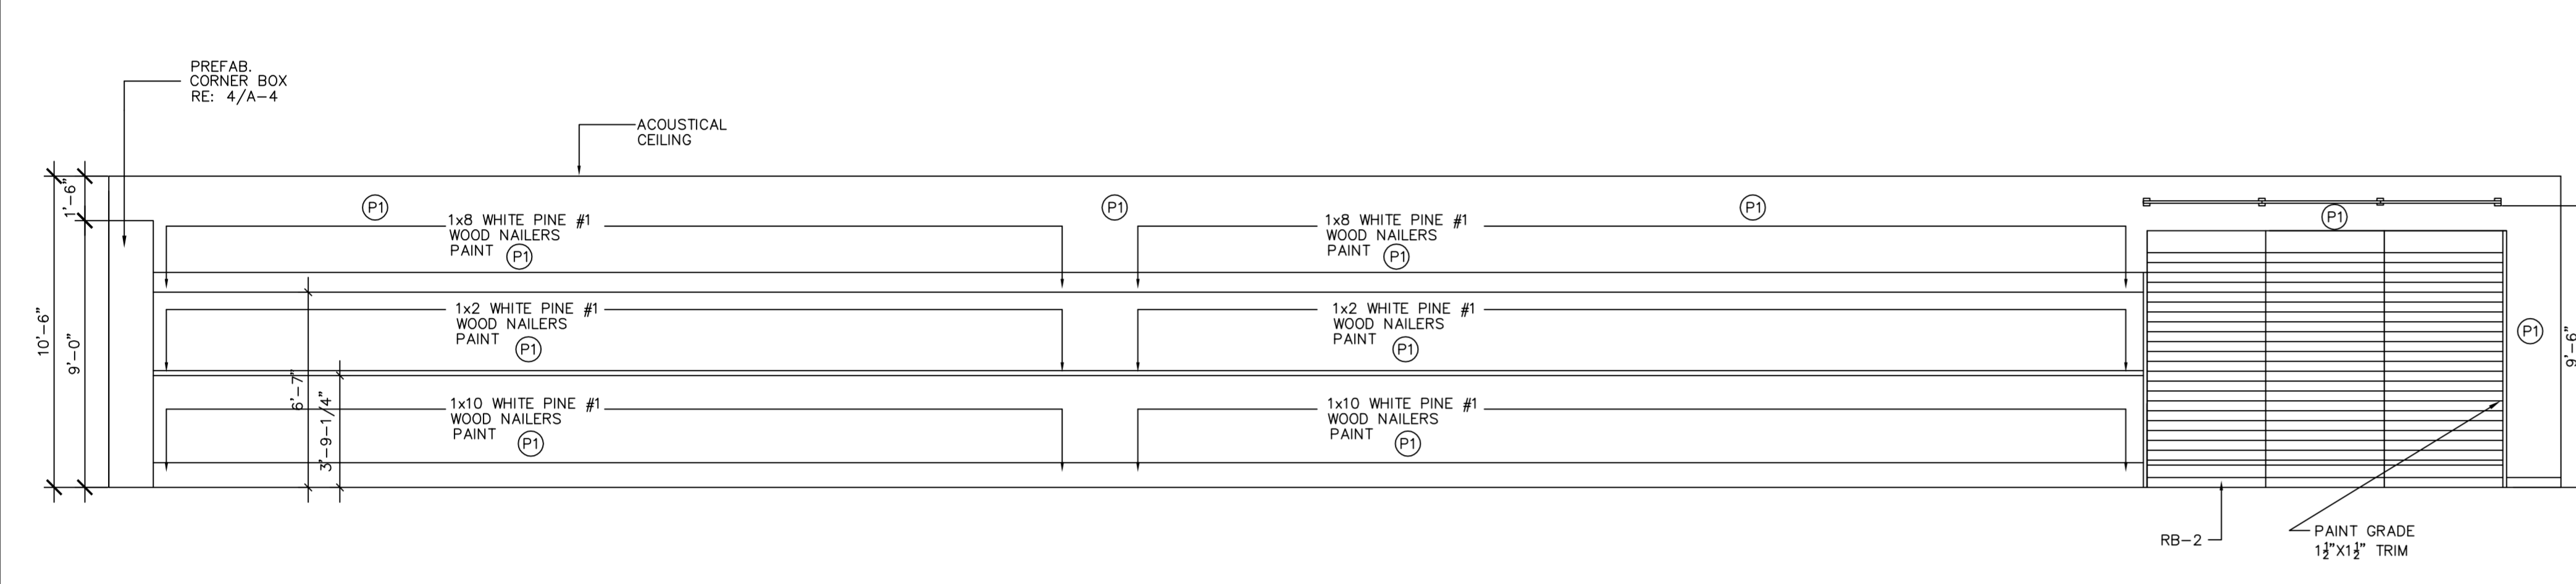 PREFAB.
CORNER BOX
RE: 4/A-4
ACOUSTICAL
CEILING
1'-6"
10'-6"
9'-0"
P1
P1
P1
P1
1x8 WHITE PINE #1
WOOD NAILERS
PAINT P1
1x8 WHITE PINE #1
WOOD NAILERS
PAINT P1
1x2 WHITE PINE #1
WOOD NAILERS
PAINT
P1
1x2 WHITE PINE #1
WOOD NAILERS
PAINT
P1
P1
9'-6"
6'-7"
3'-9-1/4"
1x10 WHITE PINE #1
WOOD NAILERS
PAINT
P1
1x10 WHITE PINE #1
WOOD NAILERS
PAINT
P1
RB-2
PAINT GRADE
1½"X1½" TRIM